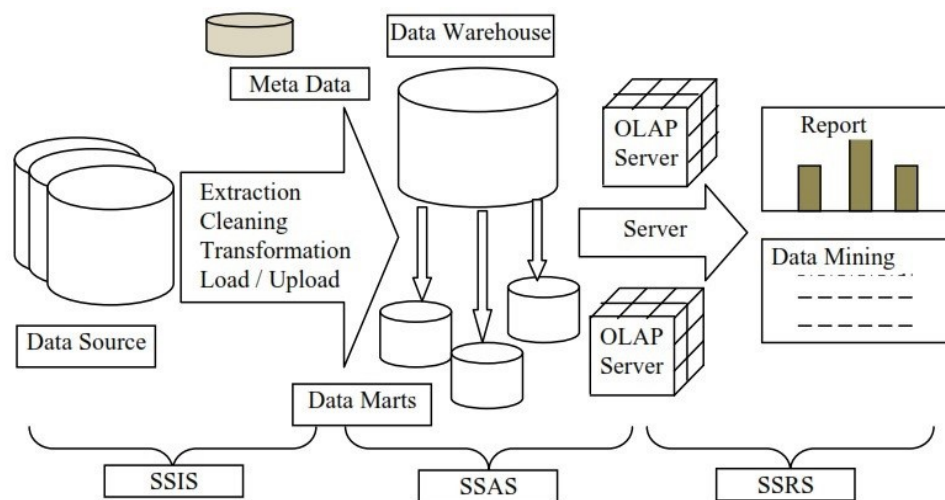 Data Warehouse
Meta Data
OLAP
Server
Report
Extraction
Cleaning
Transformation
Load / Upload
Server
Data Mining
Data Source
OLAP
Server
Data Marts
SSIS
SSAS
SSRS